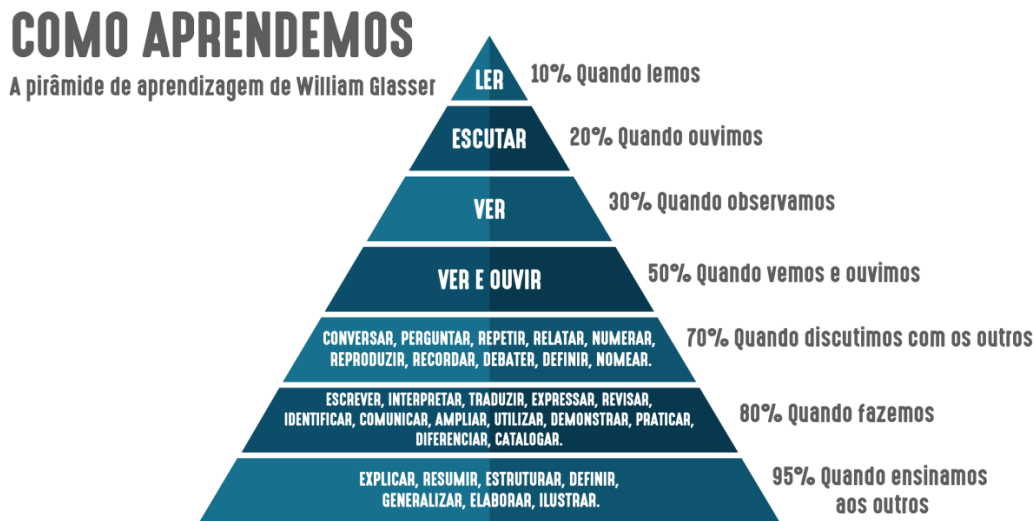 COMO APRENDEMOS
A pirâmide de aprendizagem de William Glasser
LER
10% Quando lemos
ESCUTAR
20% Quando ouvimos
VER
30% Quando observamos
VER E OUVIR
50% Quando vemos e ouvimos
CONVERSAR, PERGUNTAR, REPETIR, RELATAR, NUMERAR,
REPRODUZIR, RECORDAR, DEBATER, DEFINIR, NOMEAR.
70% Quando discutimos com os outros
ESCREVER, INTERPRETAR, TRADUZIR, EXPRESSAR, REVISAR,
IDENTIFICAR, COMUNICAR, AMPLIAR, UTILIZAR, DEMONSTRAR, PRATICAR,
DIFERENCIAR, CATALOGAR.
80% Quando fazemos
EXPLICAR, RESUMIR, ESTRUTURAR, DEFINIR,
GENERALIZAR, ELABORAR, ILUSTRAR.
95% Quando ensinamos
aos outros